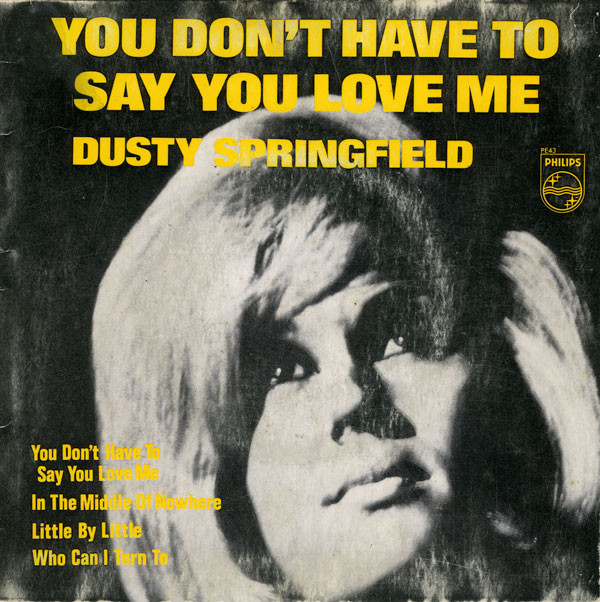 YOU DON'T HAVE TO
SAY YOU LOVE ME
DUSTY SPRINGFIELD
PE43
PHILIPS
You Don't Have To
Say You Love Me
In The Middle Of Nowhere
Little By Little
Who Can I Turn To